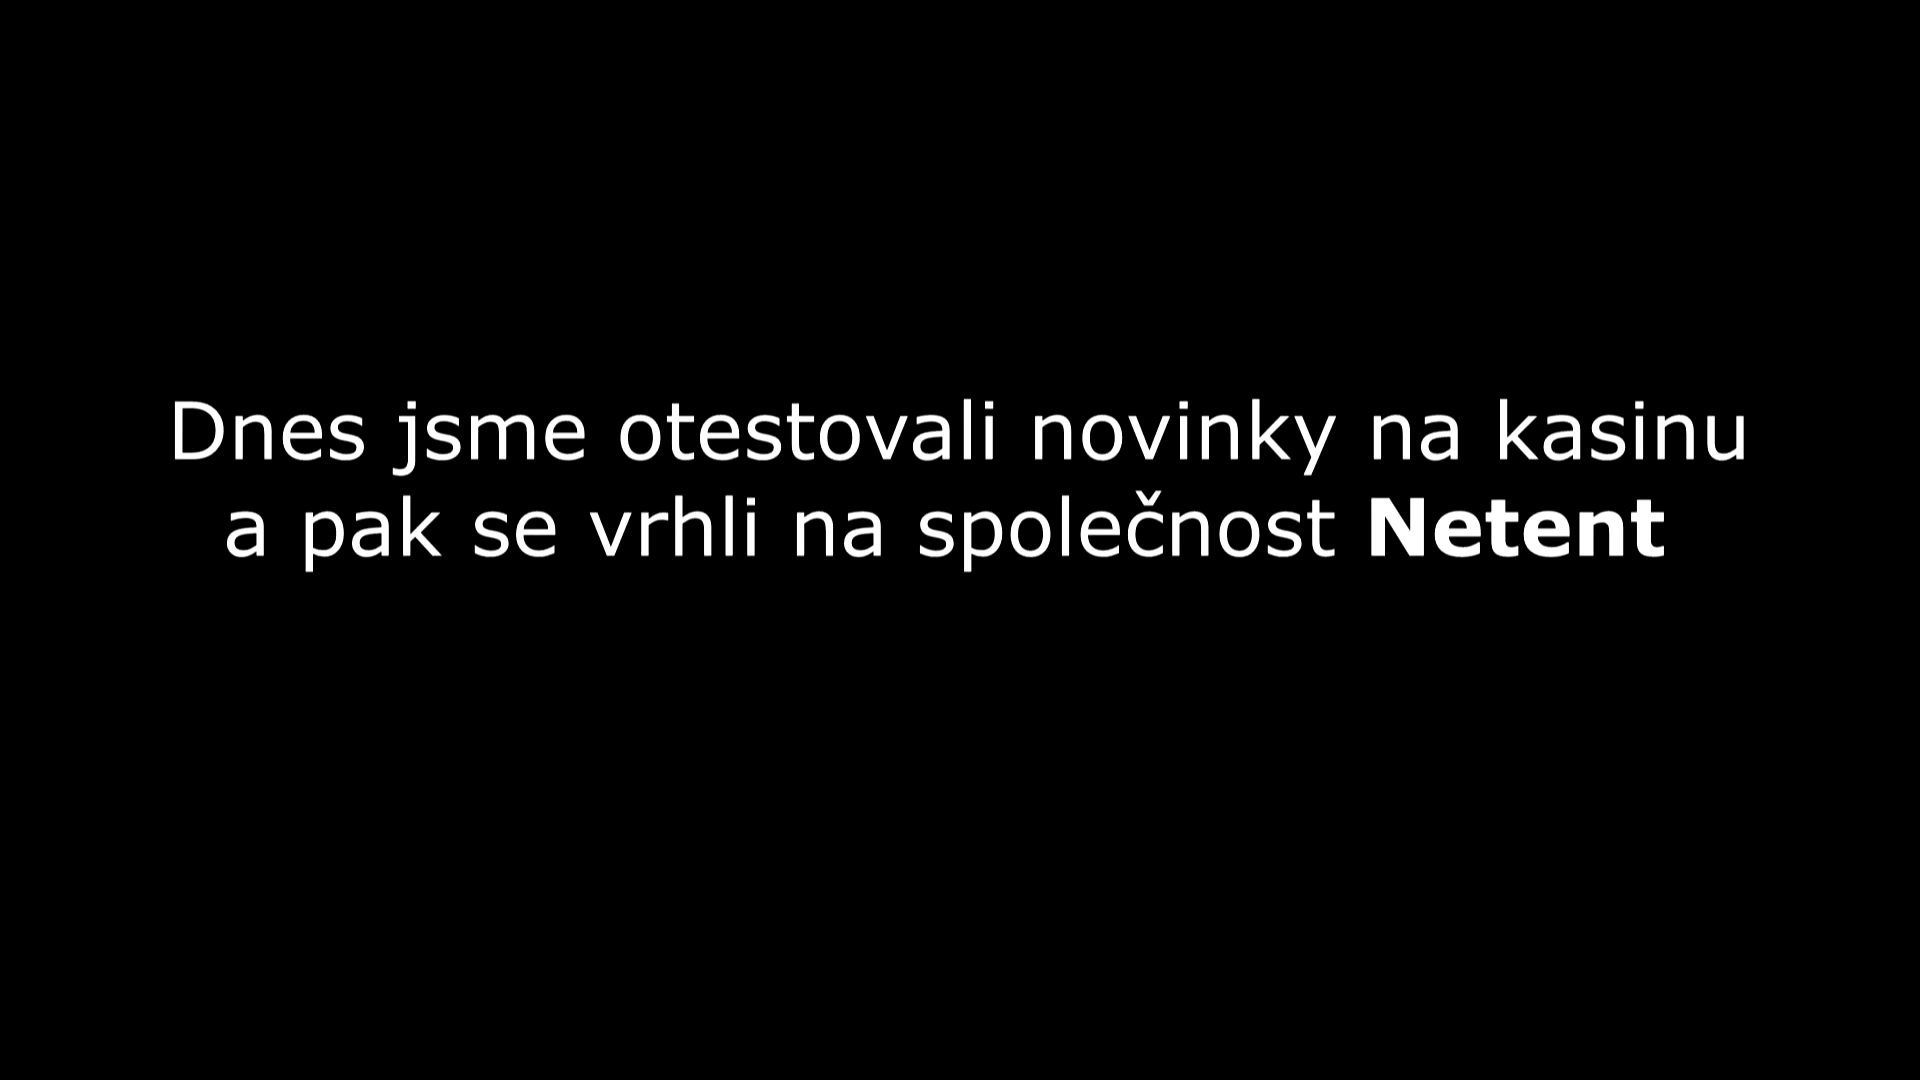 Dnes jsme otestovali novinky na kasinu
a pak se vrhli na společnost Netent